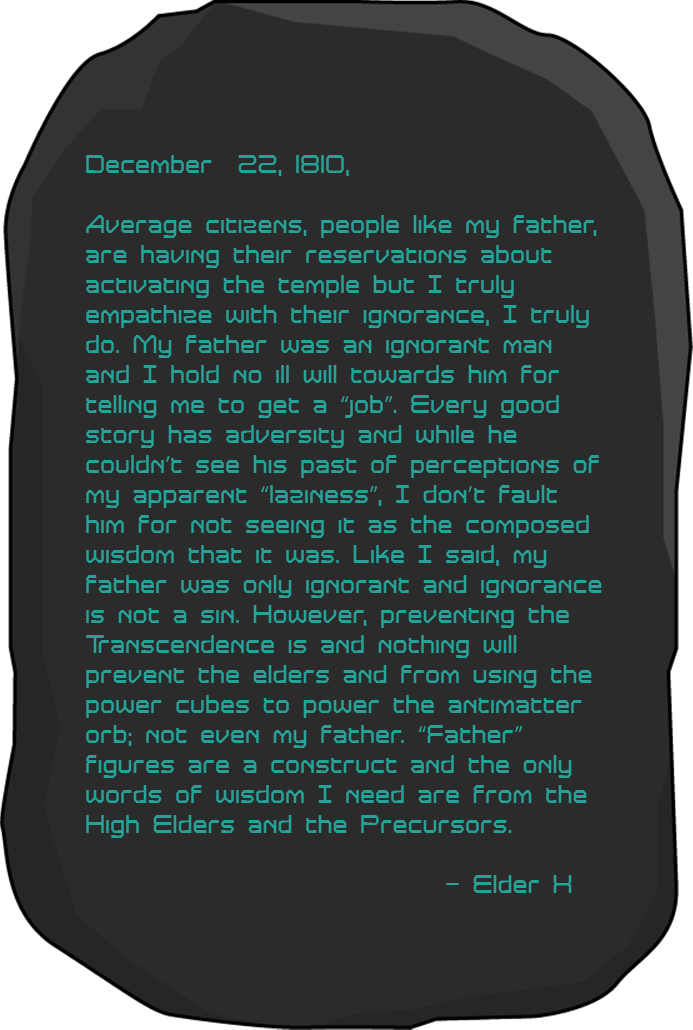 December 22, 1810,
Average citizens, people like my father,
are having their reservations about
activating the temple but I truly
empathize with their ignorance, I truly
do. My father was an ignorant man
and I hold no ill will towards him for
telling me to get a “job”. Every good
story has adversity and while he
couldn’t see his past of perceptions of
my apparent “laziness”, I don’t fault
him for not seeing it as the composed
wisdom that it was. Like I said, my
father was only ignorant and ignorance
is not a sin. However, preventing the
Transcendence is and nothing will
prevent the elders and from using the
power cubes to power the antimatter
orb; not even my father. “Father”
figures are a construct and the only
words of wisdom I need are from the
High Elders and the Precursors.
– Elder X